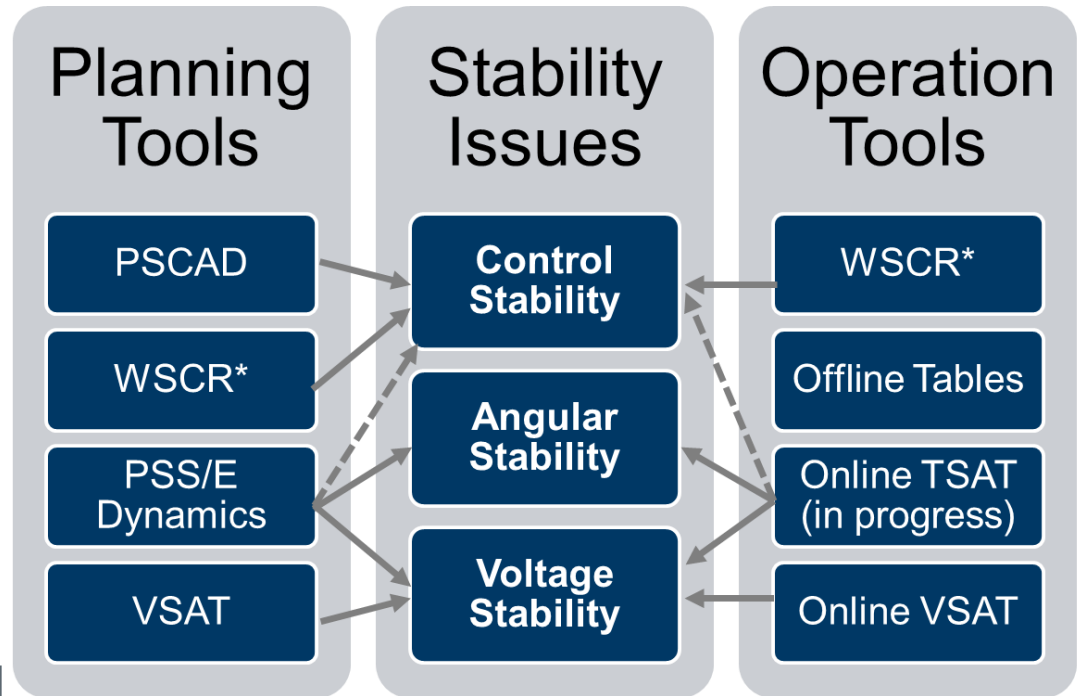 Planning
Tools
PSCAD
WSCR*
PSS/E
Dynamics
VSAT
Stability
Issues
Control
Stability
Angular
Stability
Voltage
Stability
Operation
Tools
WSCR*
Offline Tables
Online TSAT
(in progress)
Online VSAT